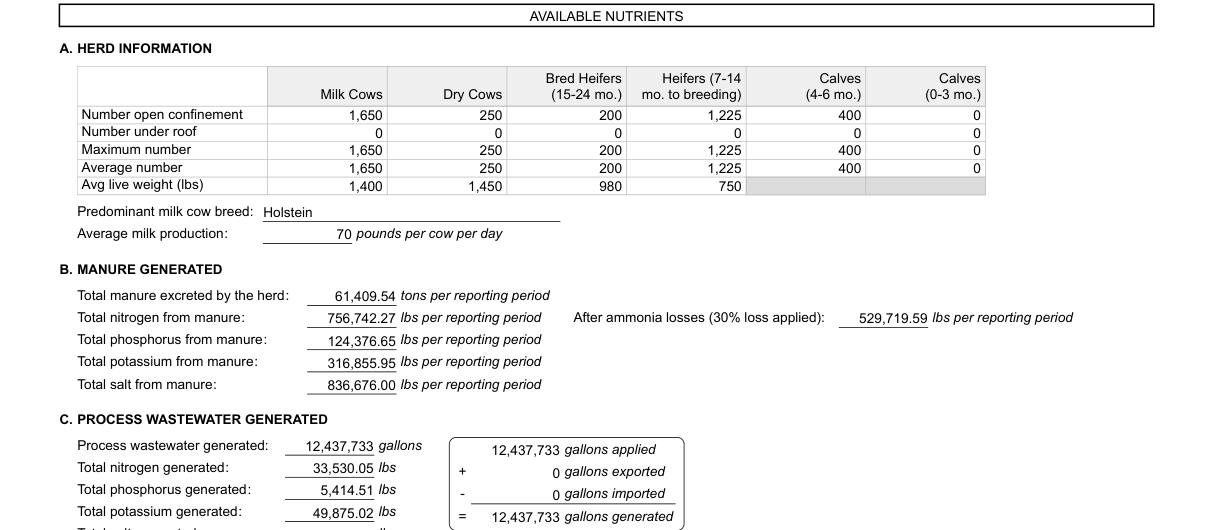 AVAILABLE NUTRIENTS
A. HERD INFORMATION
Milk Cows Dry Cows Bred Heifers (15-24 mo.) Heifers (7-14 mo. to breeding) Calves (4-6 mo.) Calves (0-3 mo.)
Number open confinement 1,650 250 200 1,225 400 0
Number under roof 0 0 0 0 0 0
Maximum number 1,650 250 200 1,225 400 0
Average number 1,650 250 200 1,225 400 0
Avg live weight (lbs) 1,400 1,450 980 750
Predominant milk cow breed: Holstein
Average milk production: 70 pounds per cow per day
B. MANURE GENERATED
Total manure excreted by the herd: 61,409.54 tons per reporting period
Total nitrogen from manure: 756,742.27 lbs per reporting period After ammonia losses (30% loss applied): 529,719.59 lbs per reporting period
Total phosphorus from manure: 124,376.65 lbs per reporting period
Total potassium from manure: 316,855.95 lbs per reporting period
Total salt from manure: 836,676.00 lbs per reporting period
C. PROCESS WASTEWATER GENERATED
Process wastewater generated: 12,437,733 gallons 12,437,733 gallons applied
Total nitrogen generated: 33,530.05 lbs + 0 gallons exported
Total phosphorus generated: 5,414.51 lbs - 0 gallons imported
Total potassium generated: 49,875.02 lbs = 12,437,733 gallons generated